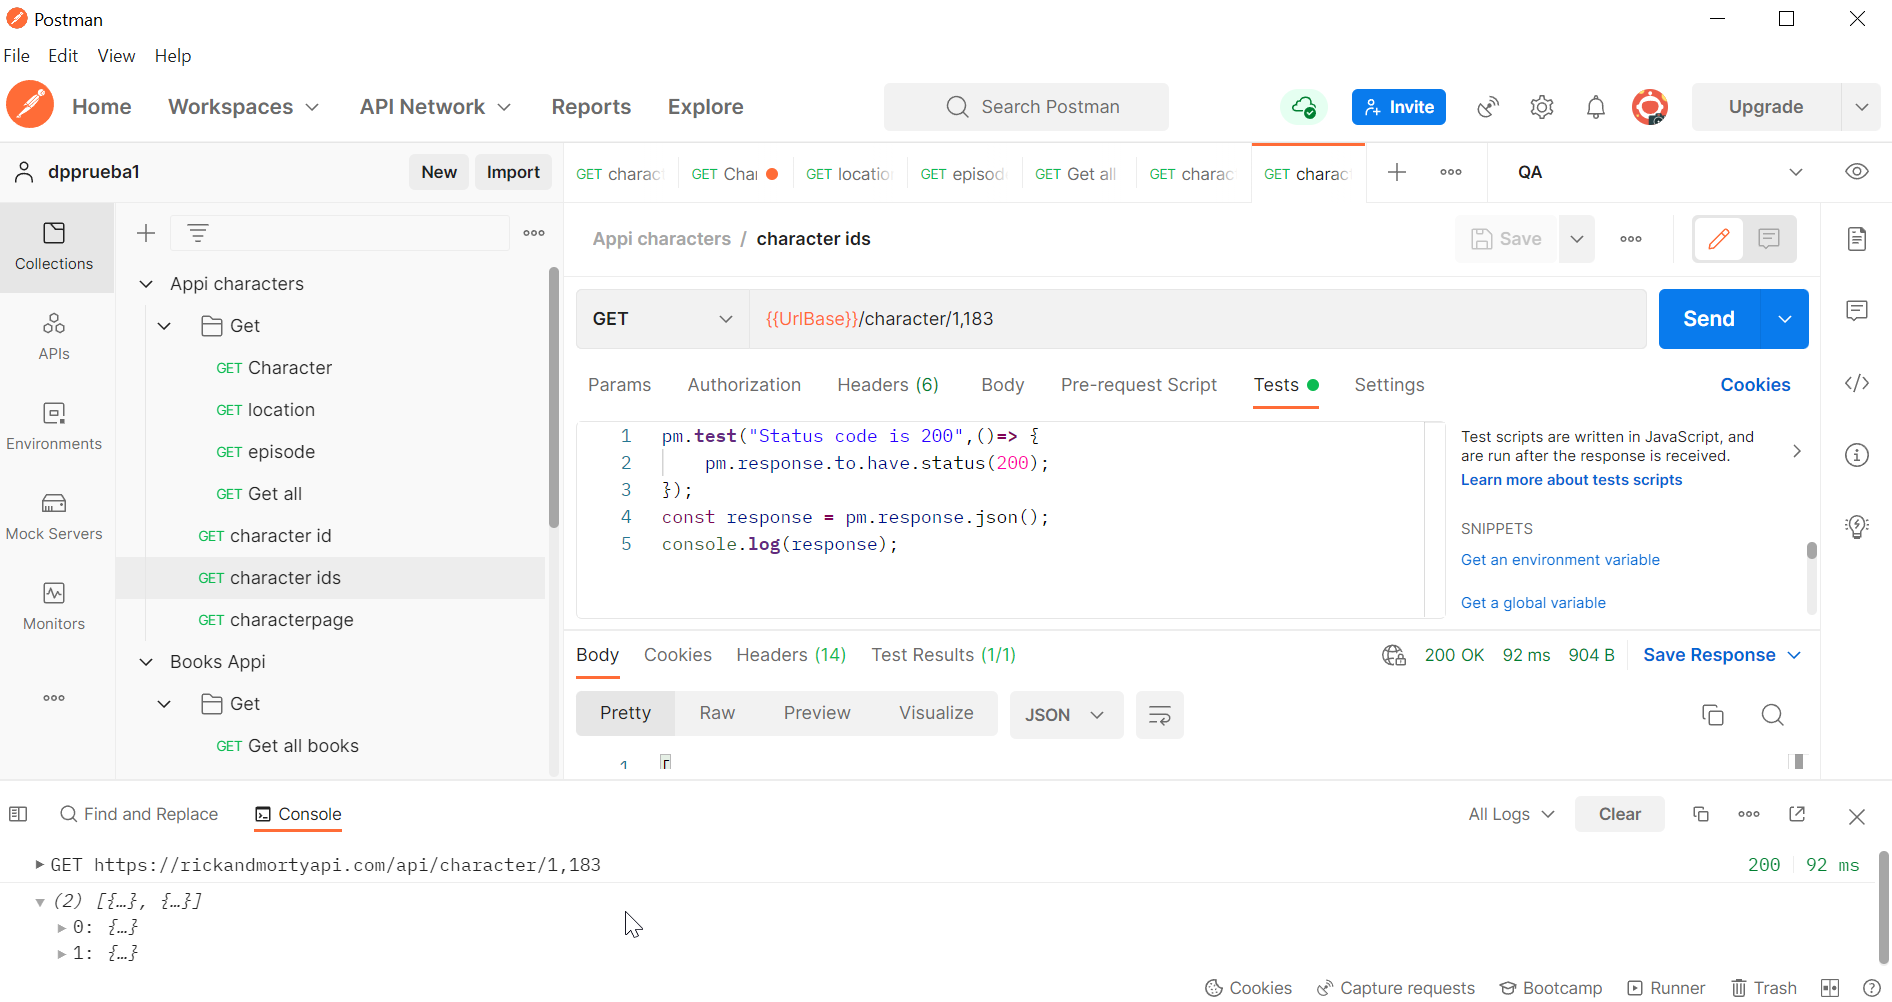 Postman
File Edit View Help
Home Workspaces API Network Reports Explore Search Postman Invite Upgrade
dpprueba1 New Import
GET charac GET Cha GET locatio GET episod GET Get all GET charac GET charac QA
Collections
APIs
Environments
Mock Servers
Monitors
Appi characters
Get
GET Character
GET location
GET episode
GET Get all
GET character id
GET character ids
GET characterpage
Books Appi
Get
GET Get all books
Appi characters / character ids Save
GET {{UrlBase}}/character/1,183 Send
Params Authorization Headers (6) Body Pre-request Script Tests Settings Cookies
1 pm.test("Status code is 200",()=> {
2 pm.response.to.have.status(200);
3 });
4 const response = pm.response.json();
5 console.log(response);
Test scripts are written in JavaScript, and
are run after the response is received.
Learn more about tests scripts
SNIPPETS
Get an environment variable
Get a global variable
Body Cookies Headers (14) Test Results (1/1) 200 OK 92 ms 904 B Save Response
Pretty Raw Preview Visualize JSON
1 [
Find and Replace Console All Logs Clear
GET https://rickandmortyapi.com/api/character/1,183 200 92 ms
(2) [{…}, {…}]
0: {…}
1: {…}
Cookies Capture requests Bootcamp Runner Trash